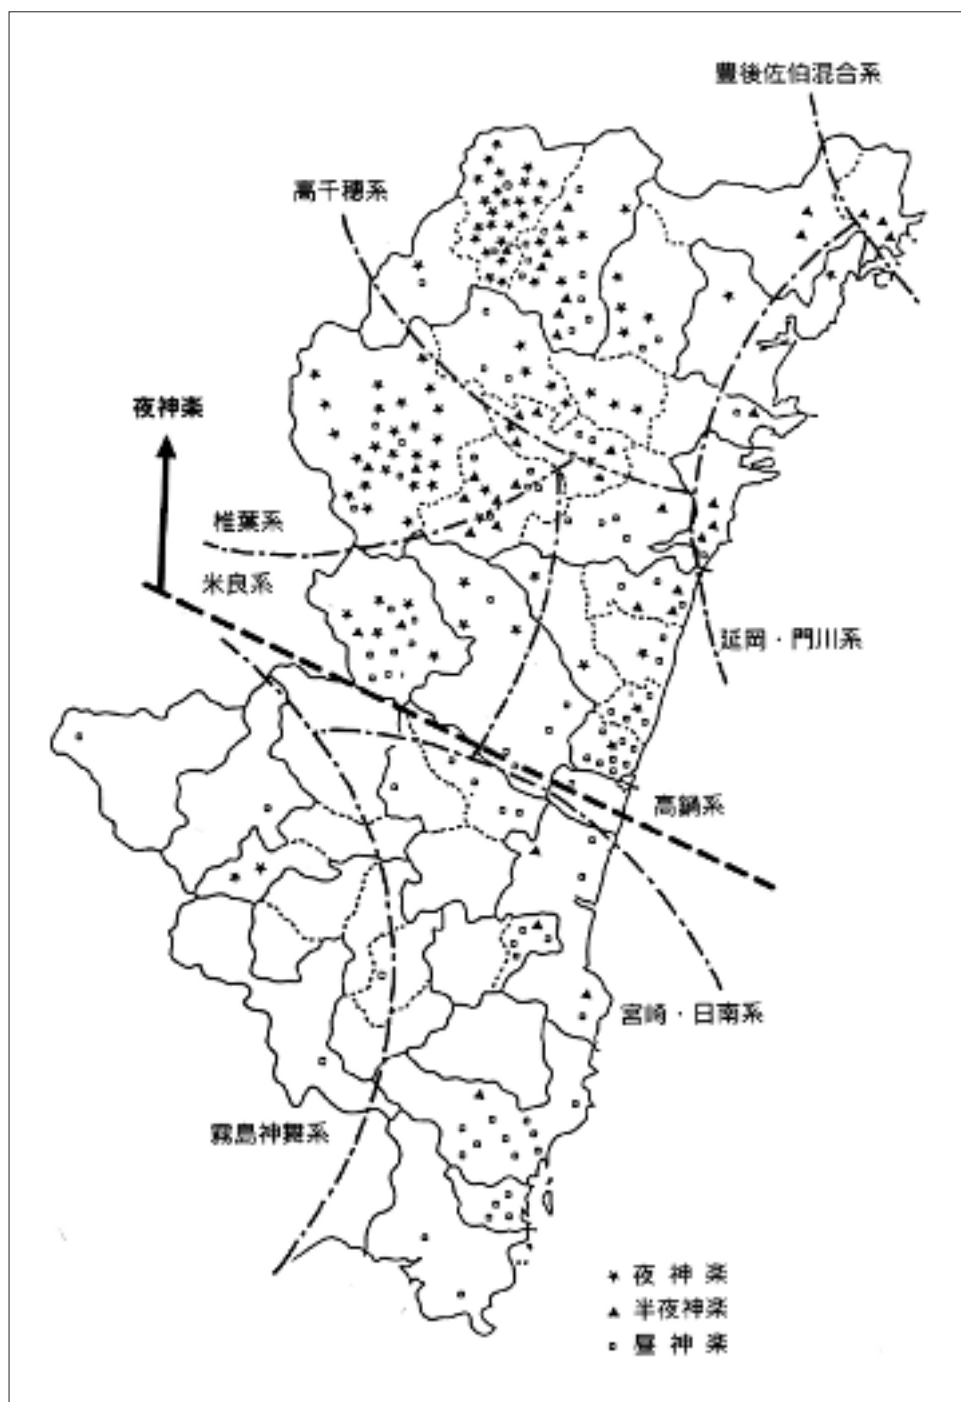 豊後佐伯混合系
高千穂系
夜神楽
椎葉系
米良系
延岡・門川系
高鍋系
宮崎・日南系
霧島神舞系
夜神楽
半夜神楽
昼神楽